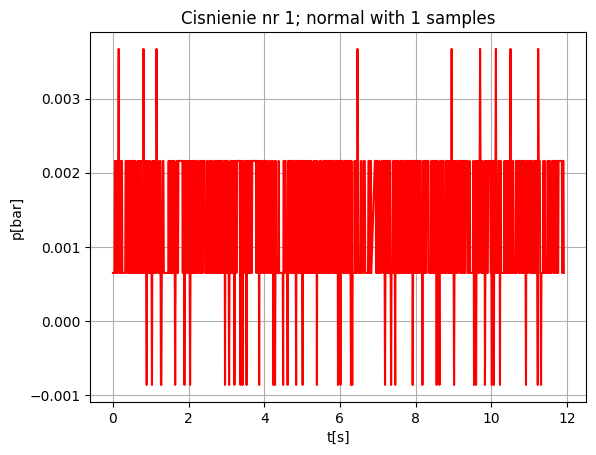 Cisnienie nr 1; normal with 1 samples
p[bar]
0.003
0.002
0.001
0.000
−0.001
0 2 4 6 8 10 12
t[s]